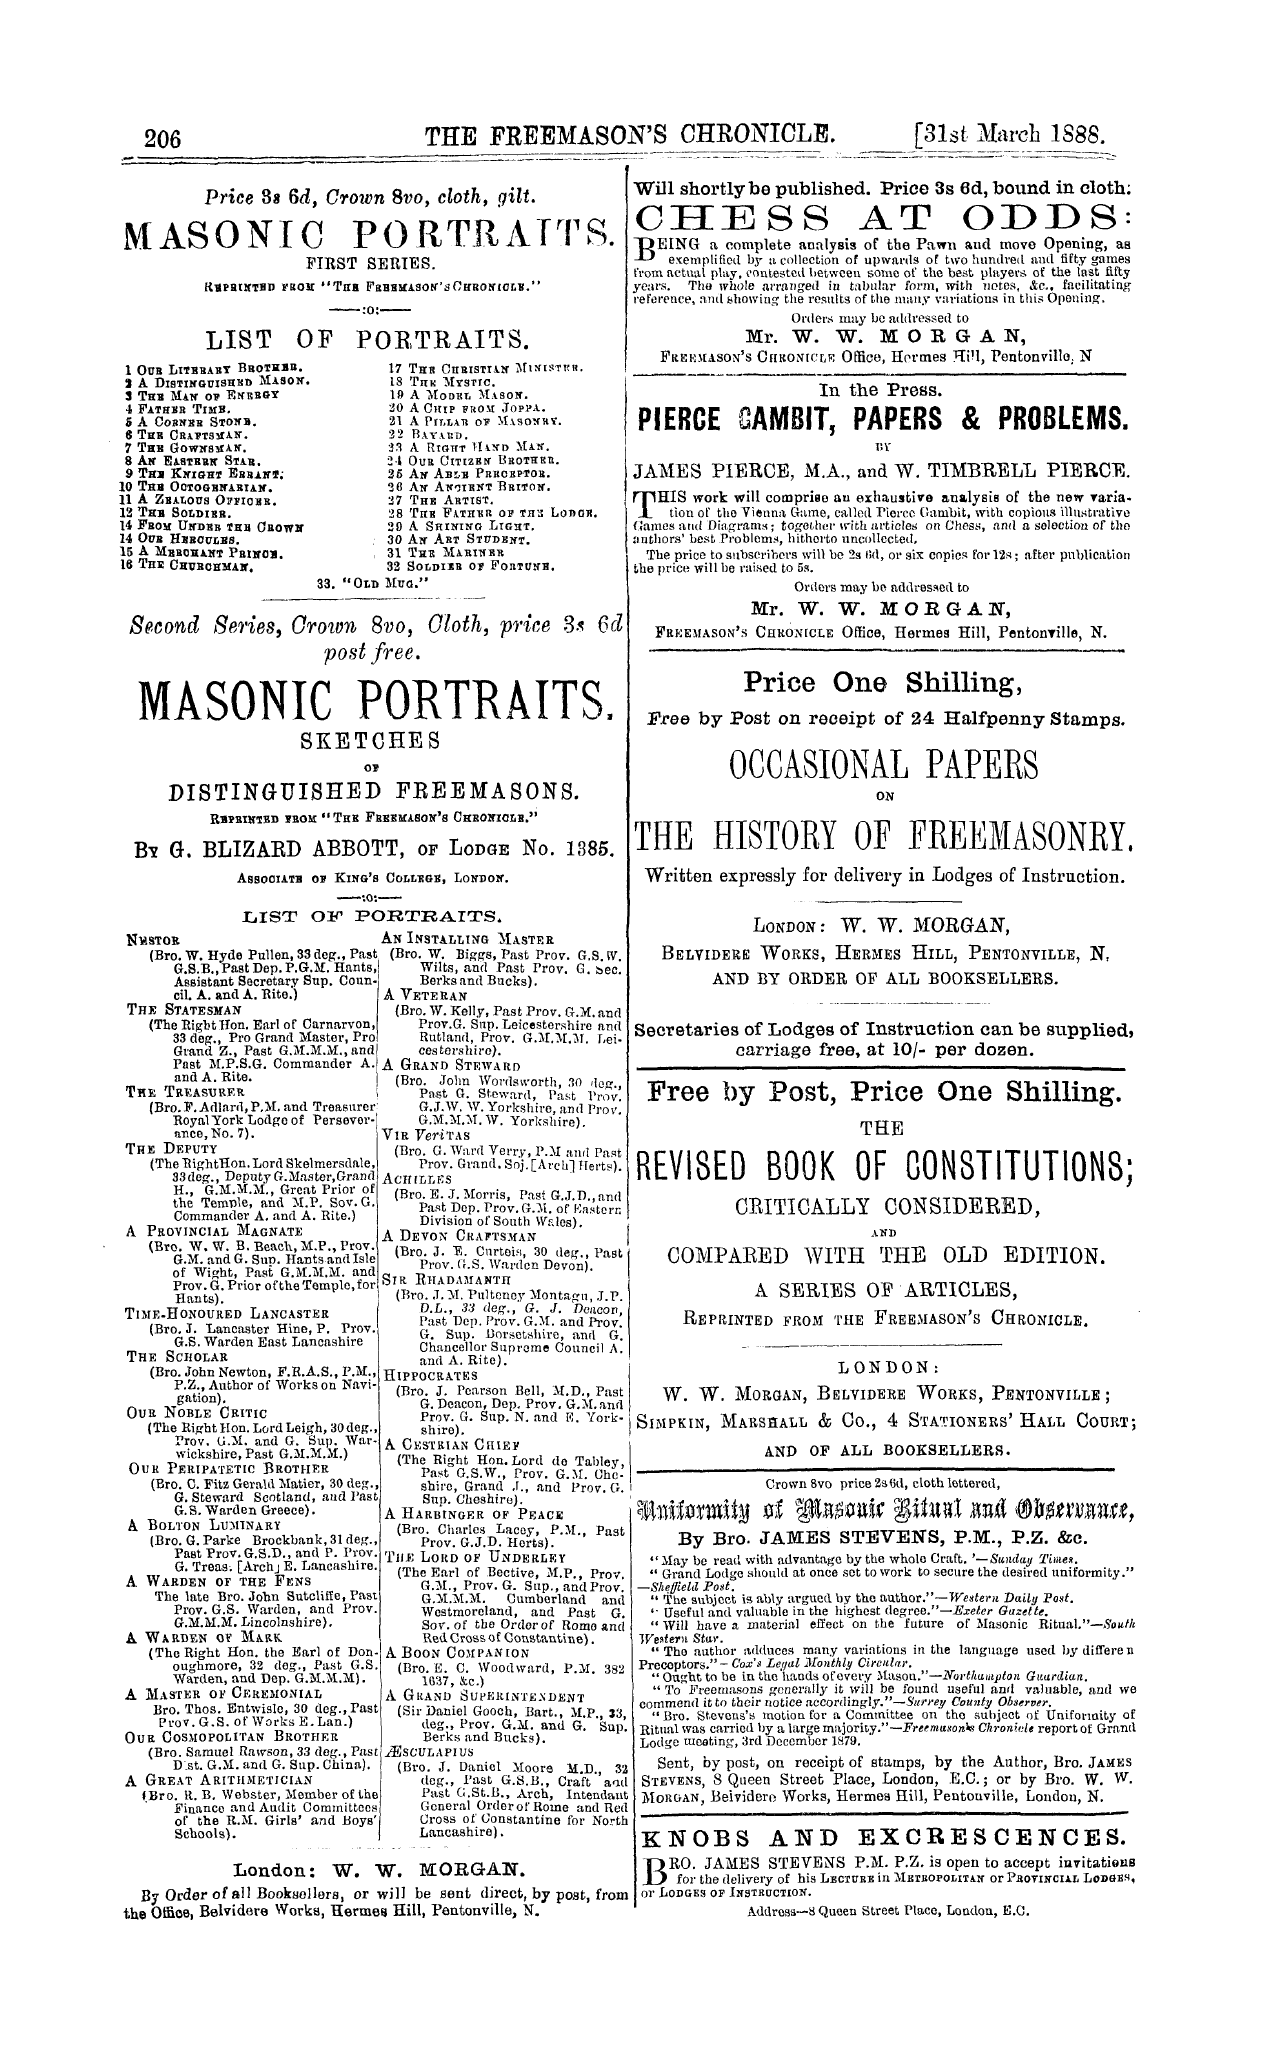 206
THE FREEMASON'S CHRONICLE.
[31st March 1888.
Price 3s 6d, Crown 8vo, cloth, gilt.
MASONIC PORTRAITS.
FIRST SERIES.
REPRINTED FROM "THE FREEMASON'S CHRONICLE."
—:o:—
LIST OF PORTRAITS.
1 OUR LITERARY BROTHER.
2 A DISTINGUISHED MASON.
3 THE MAN OF ENERGY
4 FATHER TIME.
5 A CORNER STONE.
6 THE CRAFTSMAN.
7 THE GOWNSMAN.
8 AN EASTERN STAR.
9 THE KNIGHT ERRANT.
10 THE OCTOGENARIAN.
11 A ZEALOUS OFFICER.
12 THE SOLDIER.
14 FROM UNDER THE CROWN
14 OUR HERCULES.
15 A MERCHANT PRINCE.
16 THE CHURCHMAN.
17 THE CHRISTIAN MINISTER.
18 THE MYSTIC.
19 A MODEL MASON.
20 A CHIP FROM JOPPA.
21 A PILLAR OF MASONRY.
22 BAYARD.
23 A RIGHT HAND MAN.
24 OUR CITIZEN BROTHER.
25 AN ABLE PRECEPTOR.
26 AN ANCIENT BRITON.
27 THE ARTIST.
28 THE FATHER OF THE LODGE.
29 A SHINING LIGHT.
30 AN ART STUDENT.
31 THE MARINER
32 SOLDIER OF FORTUNE.
33. "OLD MUG."
Second Series, Crown 8vo, Cloth, price 3s 6d
post free.
MASONIC PORTRAITS.
SKETCHES
OF
DISTINGUISHED FREEMASONS.
REPRINTED FROM "THE FREEMASON'S CHRONICLE."
BY G. BLIZARD ABBOTT, OF LODGE NO. 1385.
ASSOCIATE OF KING'S COLLEGE, LONDON.
—:o:—
LIST OF PORTRAITS.
NESTOR
(Bro. W. Hyde Pullen, 33 deg., Past
G.S.B., Past Dep. P.G.M. Hants,
Assistant Secretary Sup. Coun-
cil. A. and A. Rite.)
THE STATESMAN
(The Right Hon. Earl of Carnarvon,
33 deg., Pro Grand Master, Pro
Grand Z., Past G.M.M.M., and
Past M.P.S.G. Commander A.
and A. Rite.
THE TREASURER
(Bro. F. Adlard, P.M. and Treasurer
Royal York Lodge of Persever-
ance, No. 7).
THE DEPUTY
(The Right Hon. Lord Skelmersdale,
33 deg., Deputy G. Master, Grand
H., G.M.M.M., Great Prior of
the Temple, and M.P. Sov. G.
Commander A. and A. Rite.)
A PROVINCIAL MAGNATE
(Bro. W. W. B. Beach, M.P., Prov.
G.M. and G. Sup. Hants and Isle
of Wight, Past G.M.M.M. and
Prov. G. Prior of the Temple, for
Hants).
TIME-HONOURED LANCASTER
(Bro. J. Lancaster Hine, P. Prov.
G.S. Warden East Lancashire
THE SCHOLAR
(Bro. John Newton, F.R.A.S., P.M.,
P.Z., Author of Works on Navi-
gation).
OUR NOBLE CRITIC
(The Right Hon. Lord Leigh, 30 deg.,
Prov. G.M. and G. Sup. War-
wickshire, Past G.M.M.M.)
OUR PERIPATETIC BROTHER
(Bro. C. Fitz Gerald Matier, 30 deg.,
G. Steward Scotland, and Past
G.S. Warden Greece).
A BOLTON LUMINARY
(Bro. G. Parke Brockbank, 31 deg.,
Past Prov. G.S.D., and P. Prov.
G. Treas. [Arch] E. Lancashire.
A WARDEN OF THE FENS
The late Bro. John Sutcliffe, Past
Prov. G.S. Warden, and Prov.
G.M.M.M. Lincolnshire).
A WARDEN OF MARK
(The Right Hon. the Earl of Don-
oughmore, 32 deg., Past G.S.
Warden, and Dep. G.M.M.M).
A MASTER OF CEREMONIAL
Bro. Thos. Entwisle, 30 deg., Past
Prov. G.S. of Works E. Lan.)
OUR COSMOPOLITAN BROTHER
(Bro. Samuel Rawson, 33 deg., Past
Dist. G.M. and G. Sup. China).
A GREAT ARITHMETICIAN
(Bro. R. B. Webster, Member of the
Finance and Audit Committees
of the R.M. Girls' and Boys'
Schools).
AN INSTALLING MASTER
(Bro. W. Biggs, Past Prov. G.S.W.
Wilts, and Past Prov. G. Sec.
Berks and Bucks).
A VETERAN
(Bro. W. Kelly, Past Prov. G.M. and
Prov. G. Sup. Leicestershire and
Rutland, Prov. G.M.M.M. Lei-
cestershire).
A GRAND STEWARD
(Bro. John Wordsworth, 30 deg.,
Past G. Steward, Past Prov.
G.J.W. W. Yorkshire, and Prov.
G.M.M.M. W. Yorkshire).
VIR VERITAS
(Bro. G. Ward Verry, P.M and Past
Prov. Grand. Soj. [Arch] Herts).
ACHILLES
(Bro. E. J. Morris, Past G.J.D., and
Past Dep. Prov. G.M. of Eastern
Division of South Wales).
A DEVON CRAFTSMAN
(Bro. J. E. Curteis, 30 deg., Past
Prov. G.S. Warden Devon).
SIR RHADAMANTH
(Bro. J. M. Pulteney Montagu, J.P.
D.L., 33 deg., G. J. Deacon,
Past Dep. Prov. G.M. and Prov.
G. Sup. Dorsetshire, and G.
Chancellor Supreme Council A.
and A. Rite).
HIPPOCRATES
(Bro. J. Pearson Bell, M.D., Past
G. Deacon, Dep. Prov. G.M. and
Prov. G. Sup. N. and E. York-
shire).
A CESTRIAN CHIEF
(The Right Hon. Lord de Tabley,
Past G.S.W., Prov. G.M. Che-
shire, Grand J., and Prov. G.
Sup. Cheshire).
A HARBINGER OF PEACE
(Bro. Charles Lacey, P.M., Past
Prov. G.J.D. Herts).
THE LORD OF UNDERLEY
(The Earl of Bective, M.P., Prov.
G.M., Prov. G. Sup., and Prov.
G.M.M.M. Cumberland and
Westmoreland, and Past G.
Sov. of the Order of Rome and
Red Cross of Constantine).
A BOON COMPANION
(Bro. E. C. Woodward, P.M. 382
1637, &c.)
A GRAND SUPERINTENDENT
(Sir Daniel Gooch, Bart., M.P., 33,
deg., Prov. G.M. and G. Sup.
Berks and Bucks).
ÆSCULAPIUS
(Bro. J. Daniel Moore M.D., 32
deg., Past G.S.B., Craft and
Past G.St.B., Arch, Intendant
General Order of Rome and Red
Cross of Constantine for North
Lancashire).
London: W. W. MORGAN.
By Order of all Booksellers, or will be sent direct, by post, from
the Office, Belvidere Works, Hermes Hill, Pentonville, N.
Will shortly be published. Price 3s 6d, bound in cloth.
CHESS AT ODDS:
BEING a complete analysis of the Pawn and move Opening, as
exemplified by a collection of upwards of two hundred and fifty games
from actual play, contested between some of the best players of the last fifty
years. The whole arranged in tabular form, with notes, &c., facilitating
reference, and showing the results of the many variations in this Opening.
Orders may be addressed to
Mr. W. W. MORGAN,
FREEMASON'S CHRONICLE Office, Hermes Hill, Pentonville, N
In the Press.
PIERCE GAMBIT, PAPERS & PROBLEMS.
BY
JAMES PIERCE, M.A., and W. TIMBRELL PIERCE.
THIS work will comprise an exhaustive analysis of the new varia-
tion of the Vienna Game, called Pierce Gambit, with copious illustrative
Games and Diagrams; together with articles on Chess, and a selection of the
authors' best Problems, hitherto uncollected.
The price to subscribers will be 2s 6d, or six copies for 12s; after publication
the price will be raised to 5s.
Orders may be addressed to
Mr. W. W. MORGAN,
FREEMASON'S CHRONICLE Office, Hermes Hill, Pentonville, N.
Price One Shilling,
Free by Post on receipt of 24 Halfpenny Stamps.
OCCASIONAL PAPERS
ON
THE HISTORY OF FREEMASONRY.
Written expressly for delivery in Lodges of Instruction.
LONDON: W. W. MORGAN,
BELVIDERE WORKS, HERMES HILL, PENTONVILLE, N.
AND BY ORDER OF ALL BOOKSELLERS.
Secretaries of Lodges of Instruction can be supplied,
carriage free, at 10/- per dozen.
Free by Post, Price One Shilling.
THE
REVISED BOOK OF CONSTITUTIONS;
CRITICALLY CONSIDERED,
AND
COMPARED WITH THE OLD EDITION.
A SERIES OF ARTICLES,
REPRINTED FROM THE FREEMASON'S CHRONICLE.
LONDON:
W. W. MORGAN, BELVIDERE WORKS, PENTONVILLE;
SIMPKIN, MARSHALL & CO., 4 STATIONERS' HALL COURT;
AND OF ALL BOOKSELLERS.
Crown 8vo price 2s 6d, cloth lettered,
Uniformity of Masonic Ritual and Observance,
By Bro. JAMES STEVENS, P.M., P.Z. &c.
"May be read with advantage by the whole Craft.'—Sunday Times.
"Grand Lodge should at once set to work to secure the desired uniformity."
—Sheffield Post.
"The subject is ably argued by the author."—Western Daily Post.
"Useful and valuable in the highest degree."—Exeter Gazette.
"Will have a material effect on the future of Masonic Ritual."—South
Western Star.
"The author adduces many variations in the language used by differen
Preceptors."—Cox's Legal Monthly Circular.
"Ought to be in the hands of every Mason."—Northampton Guardian.
"To Freemasons generally it will be found useful and valuable, and we
commend it to their notice accordingly."—Surrey County Observer.
"Bro. Stevens's motion for a Committee on the subject of Uniformity of
Ritual was carried by a large majority."—Freemason's Chronicle report of Grand
Lodge meeting, 3rd December 1879.
Sent, by post, on receipt of stamps, by the Author, Bro. JAMES
STEVENS, 8 Queen Street Place, London, E.C.; or by Bro. W. W.
MORGAN, Belvidere Works, Hermes Hill, Pentonville, London, N.
KNOBS AND EXCRESCENCES.
BRO. JAMES STEVENS P.M. P.Z. is open to accept invitations
for the delivery of his LECTURE in METROPOLITAN or PROVINCIAL LODGES,
or LODGES OF INSTRUCTION.
Address—8 Queen Street Place, London, E.C.